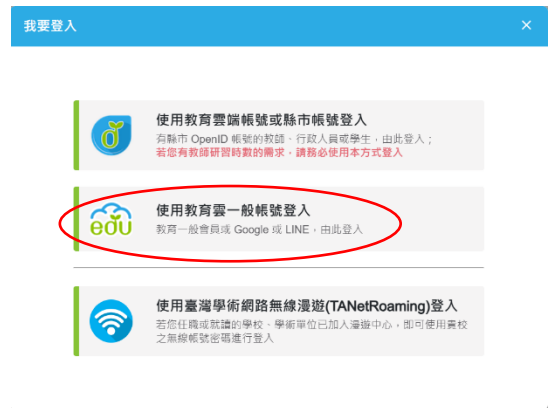 我要登入 ×
使用教育雲端帳號或縣市帳號登入
有縣市 OpenID 帳號的教師、行政人員或學生，由此登入；
若您有教師研習時數的需求，請務必使用本方式登入
使用教育雲一般帳號登入
edu
教育一般會員或 Google 或 LINE，由此登入
使用臺灣學術網路無線漫遊(TANetRoaming)登入
若您任職或就讀的學校、學術單位已加入漫遊中心，即可使用貴校
之無線帳號密碼進行登入